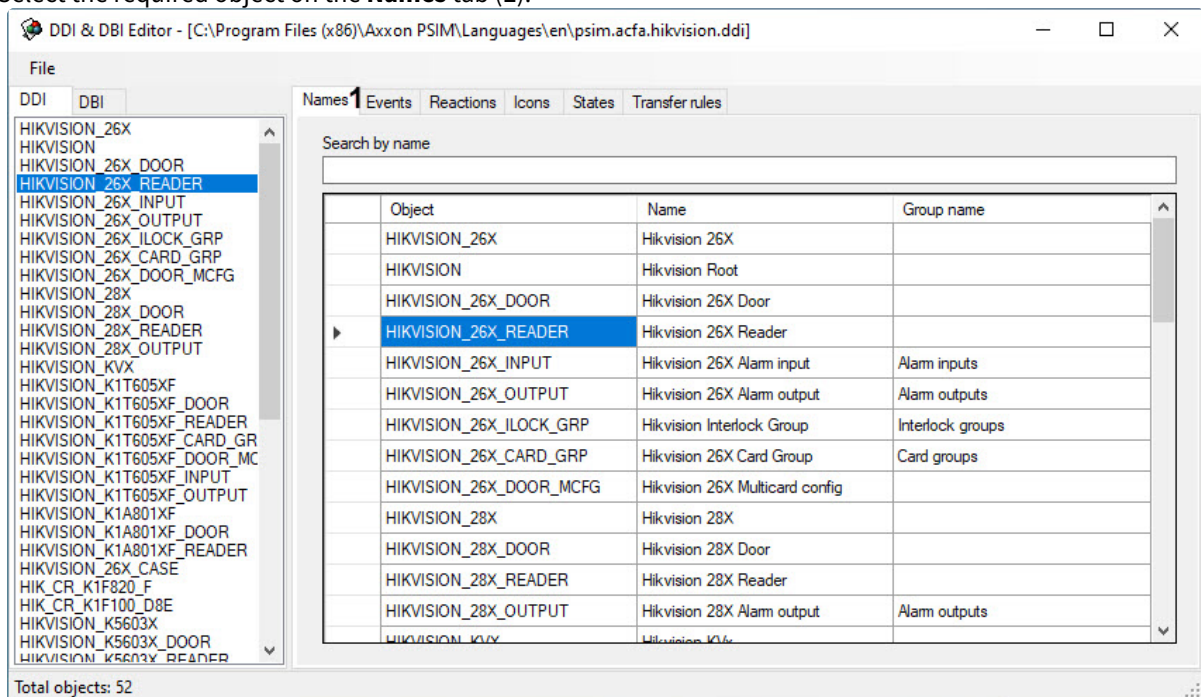 Select the required object on the Names tab (1).
DDI & DBI Editor - [C:\Program Files (x86)\Axxon PSIM\Languages\en\psim.acfa.hikvision.ddi]
File
DDI DBI
Names 1 Events Reactions Icons States Transfer rules
HIKVISION_26X
HIKVISION
HIKVISION_26X_DOOR
HIKVISION_26X_READER
HIKVISION_26X_INPUT
HIKVISION_26X_OUTPUT
HIKVISION_26X_ILOCK_GRP
HIKVISION_26X_CARD_GRP
HIKVISION_26X_DOOR_MCFG
HIKVISION_28X
HIKVISION_28X_DOOR
HIKVISION_28X_READER
HIKVISION_28X_OUTPUT
HIKVISION_KVX
HIKVISION_K1T605XF
HIKVISION_K1T605XF_DOOR
HIKVISION_K1T605XF_READER
HIKVISION_K1T605XF_CARD_GR
HIKVISION_K1T605XF_DOOR_MC
HIKVISION_K1T605XF_INPUT
HIKVISION_K1T605XF_OUTPUT
HIKVISION_K1A801XF
HIKVISION_K1A801XF_DOOR
HIKVISION_K1A801XF_READER
HIKVISION_26X_CASE
HIK_CR_K1F820_F
HIK_CR_K1F100_D8E
HIKVISION_K5603X
HIKVISION_K5603X_DOOR
HIKVISION_K5603X_READER
Search by name
Object Name Group name
HIKVISION_26X Hikvision 26X
HIKVISION Hikvision Root
HIKVISION_26X_DOOR Hikvision 26X Door
HIKVISION_26X_READER Hikvision 26X Reader
HIKVISION_26X_INPUT Hikvision 26X Alarm input Alarm inputs
HIKVISION_26X_OUTPUT Hikvision 26X Alarm output Alarm outputs
HIKVISION_26X_ILOCK_GRP Hikvision Interlock Group Interlock groups
HIKVISION_26X_CARD_GRP Hikvision 26X Card Group Card groups
HIKVISION_26X_DOOR_MCFG Hikvision 26X Multicard config
HIKVISION_28X Hikvision 28X
HIKVISION_28X_DOOR Hikvision 28X Door
HIKVISION_28X_READER Hikvision 28X Reader
HIKVISION_28X_OUTPUT Hikvision 28X Alarm output Alarm outputs
HIKVISION_KVX Hikvision KVx
Total objects: 52